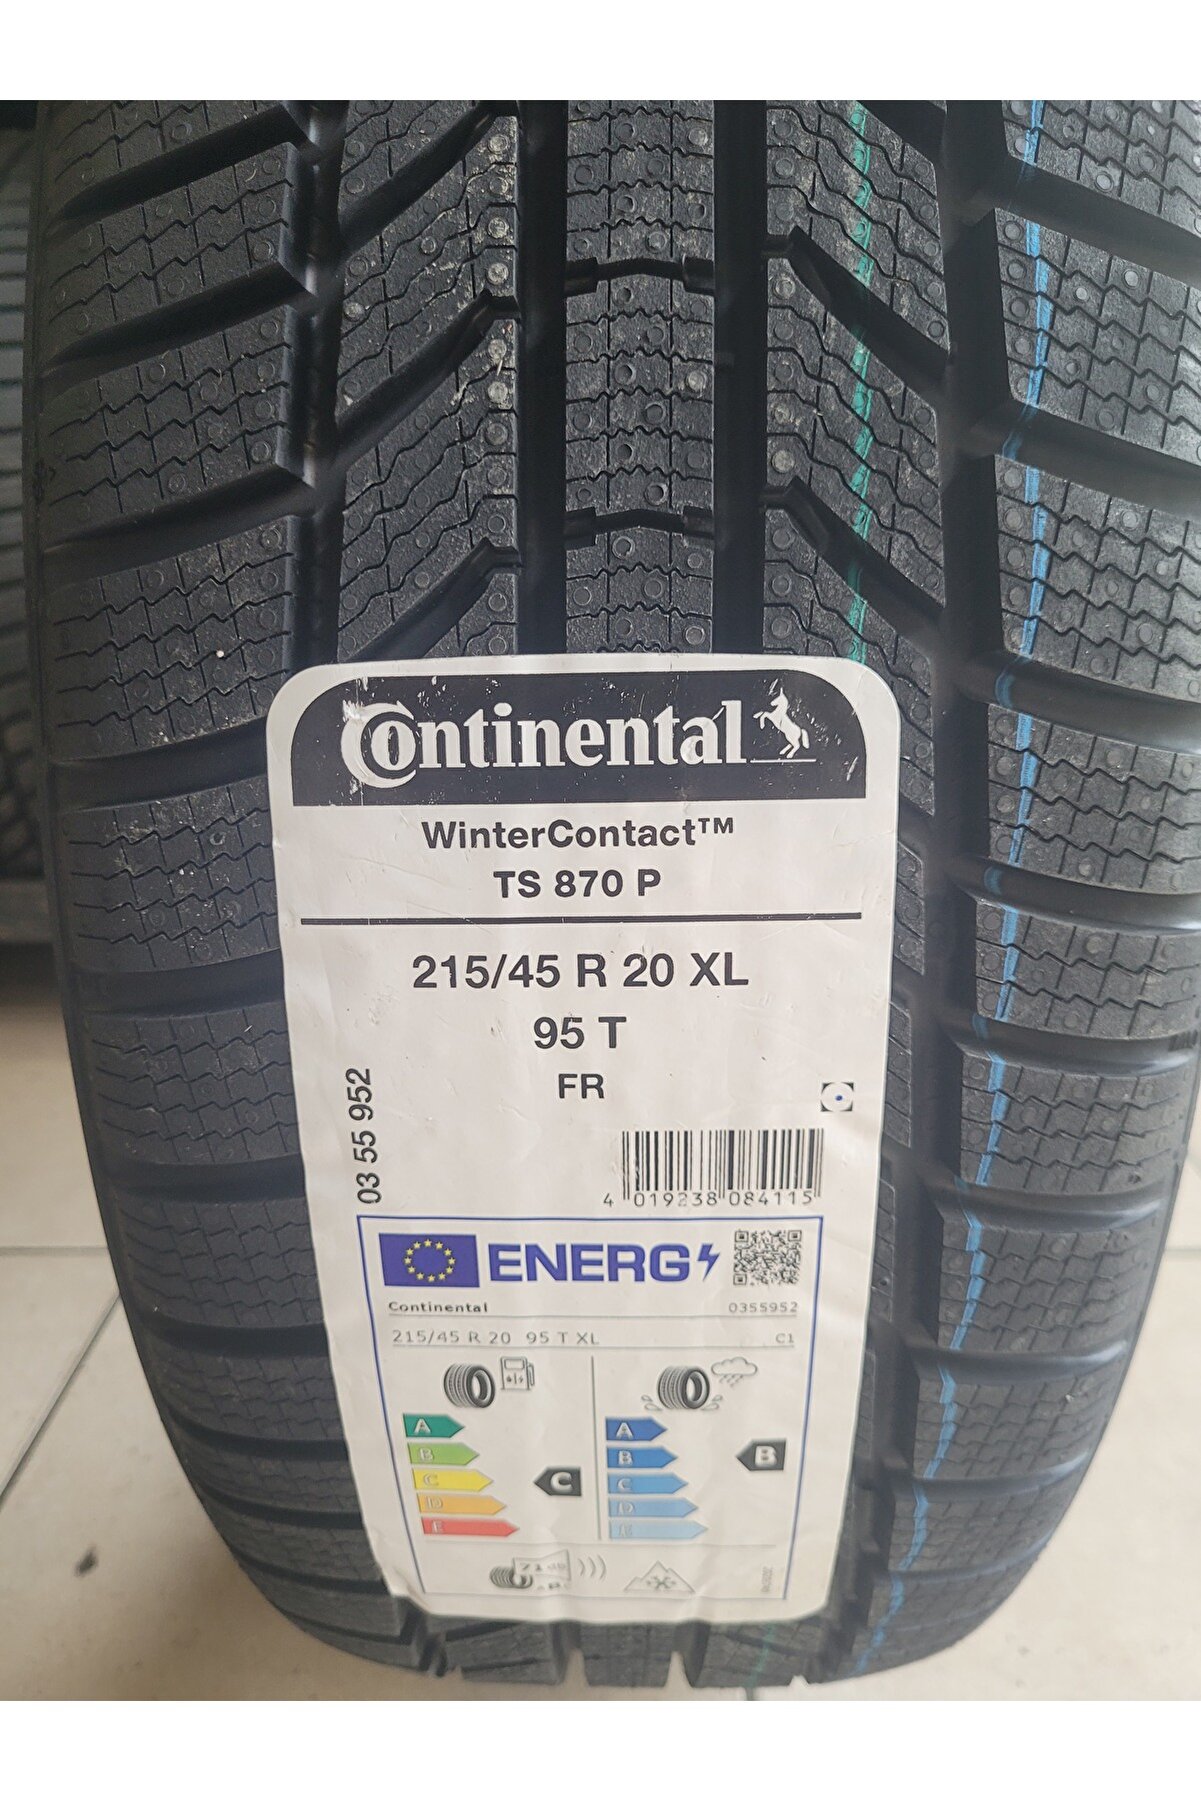 Continental
WinterContact™
TS 870 P
215/45 R 20 XL
95 T
FR
03 55 952
4 019238 084115
ENERG
Continental 0355952
215/45 R 20 95 T XL C1
A A
B B B
C C C
D D
E E